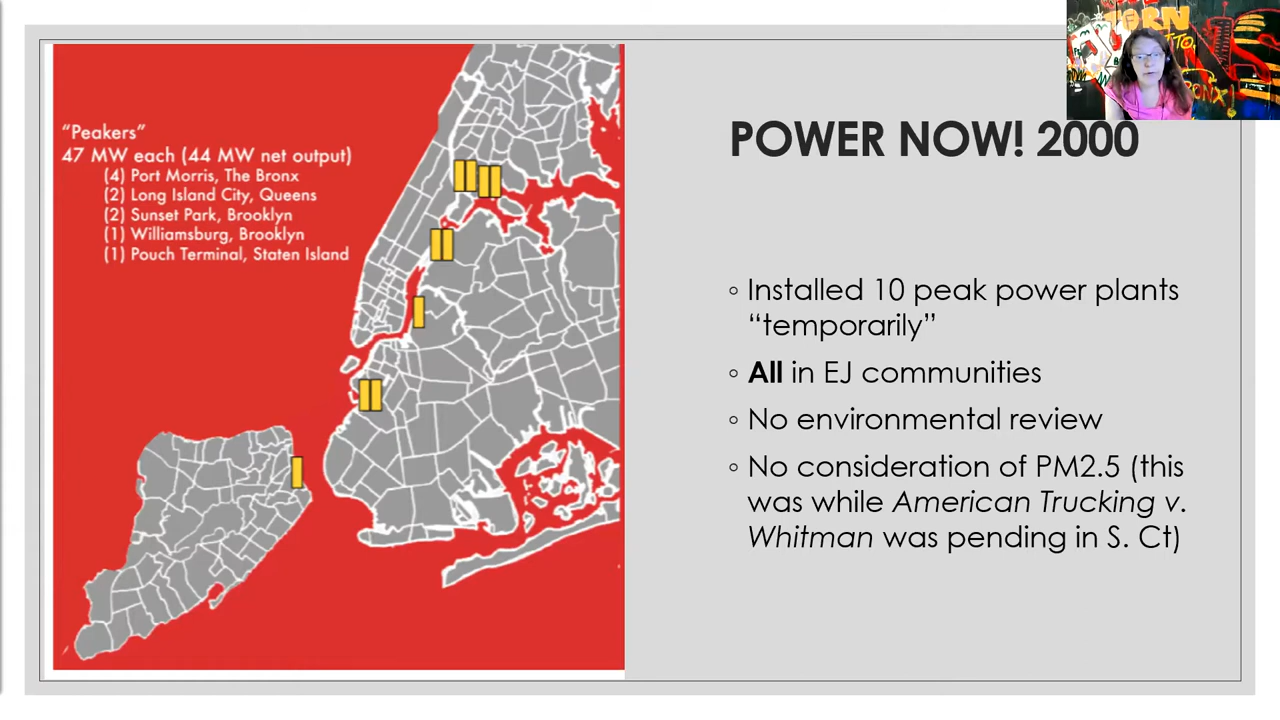 “Peakers”
47 MW each (44 MW net output)
(4) Port Morris, The Bronx
(2) Long Island City, Queens
(2) Sunset Park, Brooklyn
(1) Williamsburg, Brooklyn
(1) Pouch Terminal, Staten Island
POWER NOW! 2000
◦ Installed 10 peak power plants
“temporarily”
◦ All in EJ communities
◦ No environmental review
◦ No consideration of PM2.5 (this
was while American Trucking v.
Whitman was pending in S. Ct)